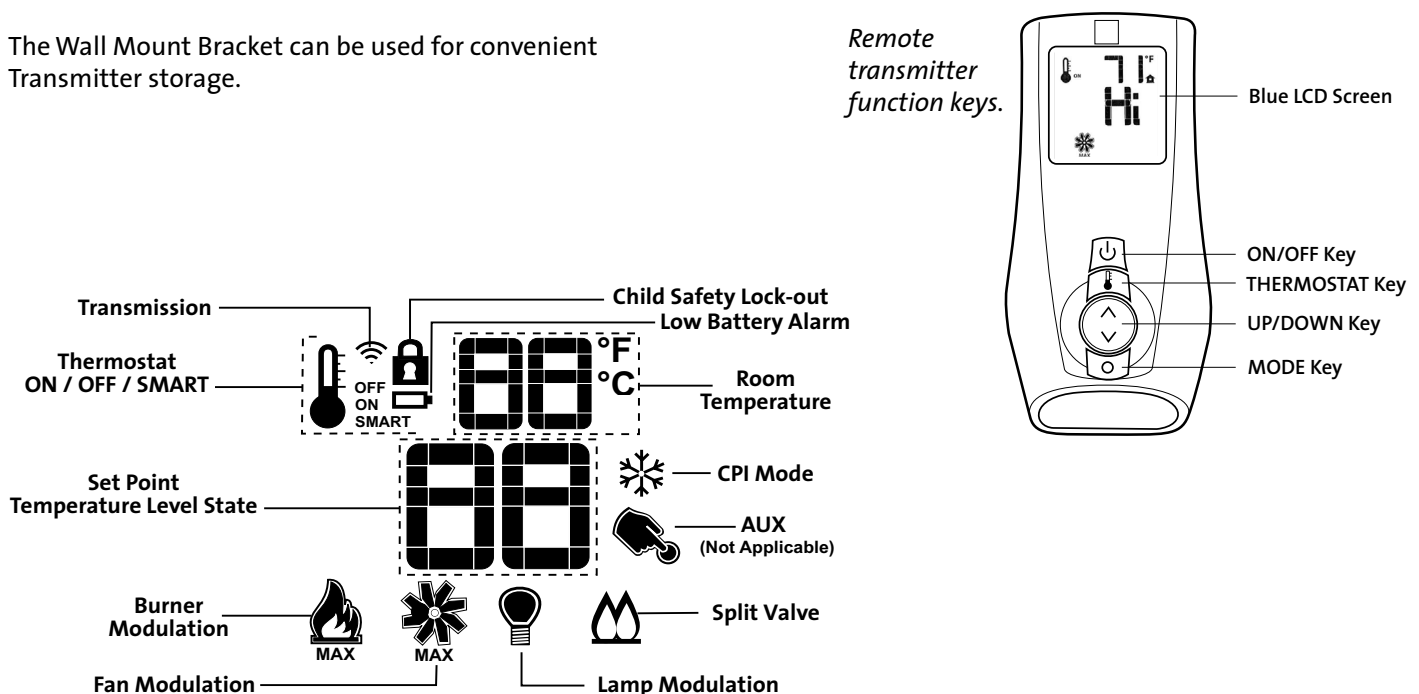 The Wall Mount Bracket can be used for convenient
Transmitter storage.
Remote
transmitter
function keys.
71 °F
ON
Hi
MAX
Blue LCD Screen
ON/OFF Key
THERMOSTAT Key
UP/DOWN Key
MODE Key
Transmission
Child Safety Lock-out
Low Battery Alarm
Thermostat
ON / OFF / SMART
OFF
ON
SMART
88 °F
°C
Room
Temperature
Set Point
Temperature Level State
88
CPI Mode
AUX
(Not Applicable)
Burner
Modulation
MAX
MAX
Split Valve
Fan Modulation
Lamp Modulation